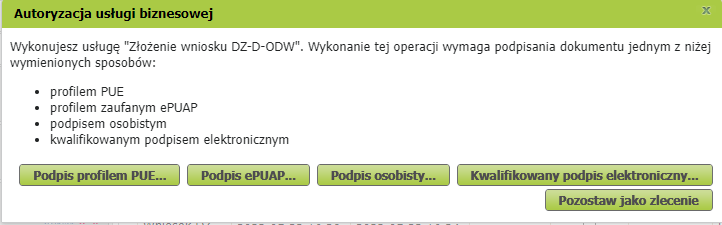 Autoryzacja usługi biznesowej x
Wykonujesz usługę "Złożenie wniosku DZ-D-ODW". Wykonanie tej operacji wymaga podpisania dokumentu jednym z niżej
wymienionych sposobów:
• profilem PUE
• profilem zaufanym ePUAP
• podpisem osobistym
• kwalifikowanym podpisem elektronicznym
Podpis profilem PUE... Podpis ePUAP... Podpis osobisty... Kwalifikowany podpis elektroniczny...
Pozostaw jako zlecenie